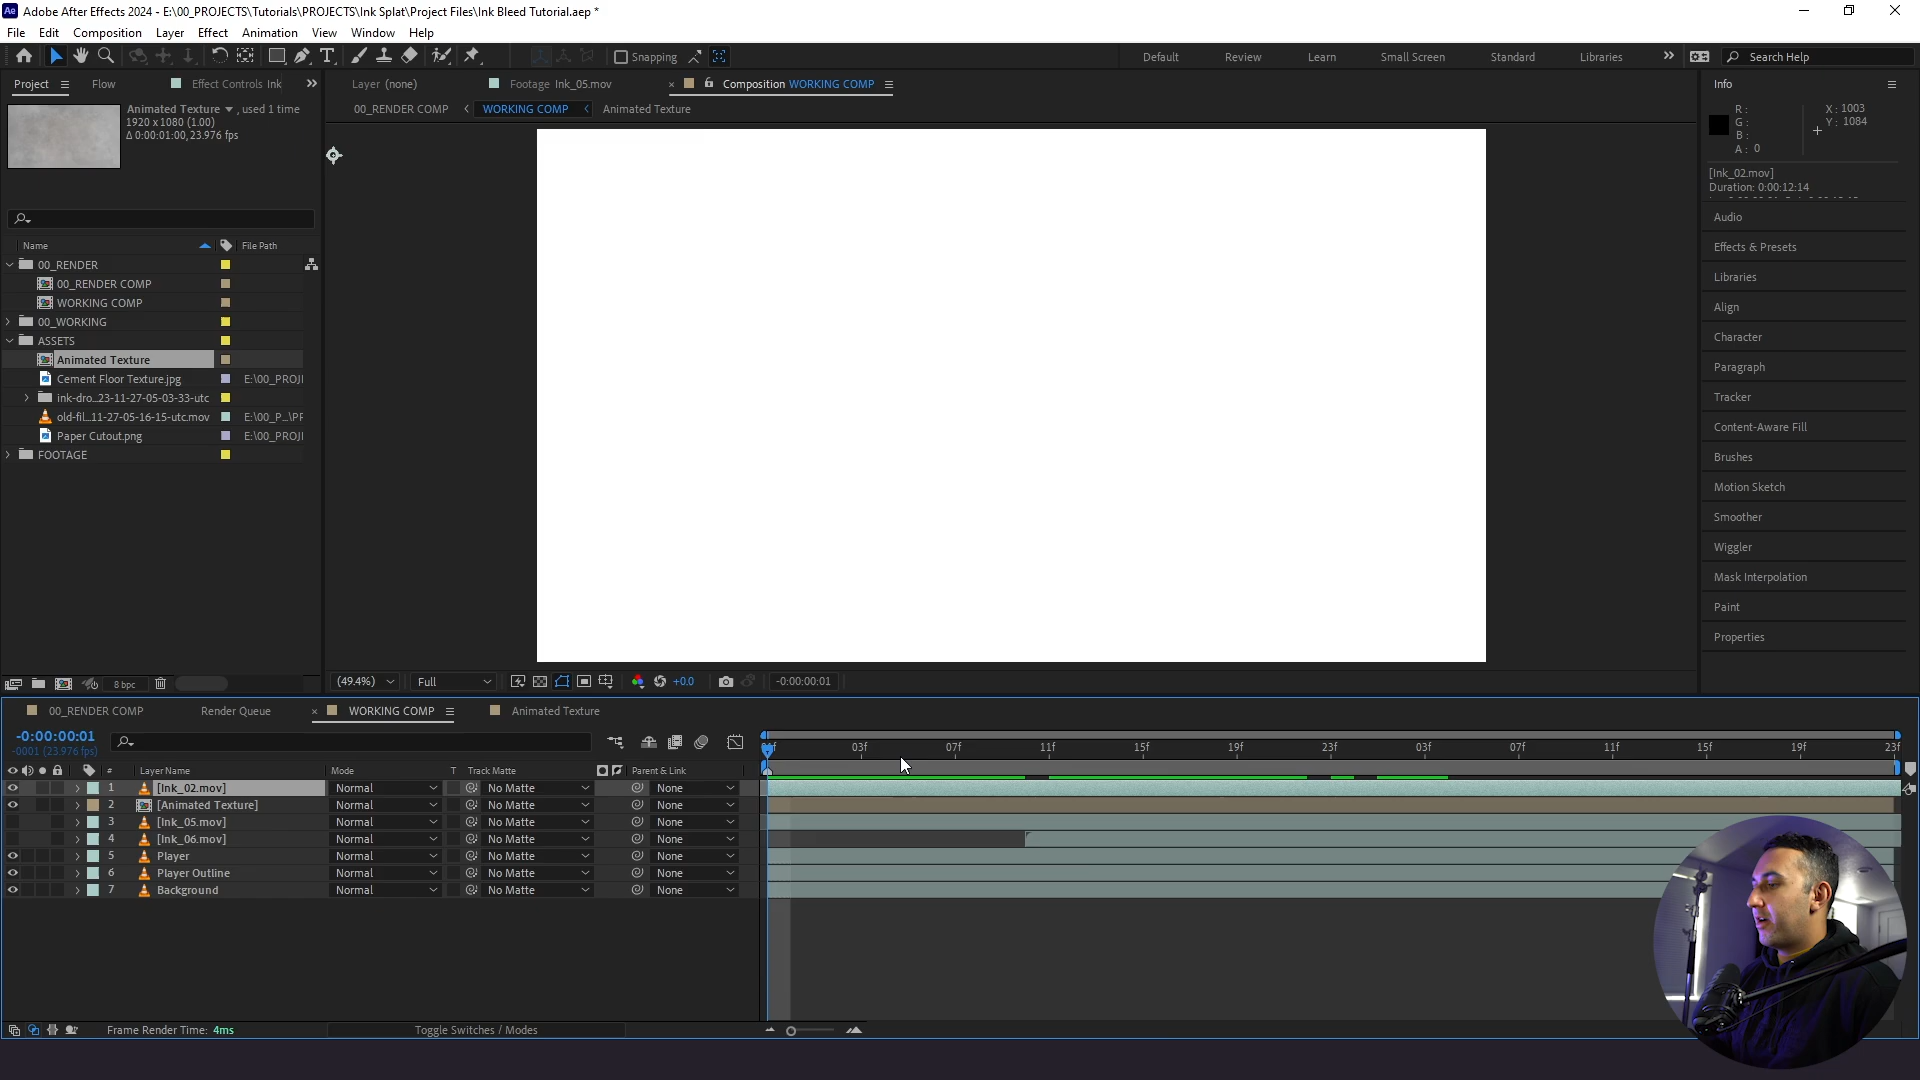 Adobe After Effects 2024 - E:\00_PROJECTS\Tutorials\PROJECTS\Ink Splat\Project Files\Ink Bleed Tutorial.aep *
File Edit Composition Layer Effect Animation View Window Help
Snapping Default Review Learn Small Screen Standard Libraries Search Help
Project Flow Effect Controls Ink Layer (none) Footage Ink_05.mov Composition WORKING COMP Info
00_RENDER COMP WORKING COMP Animated Texture
Animated Texture , used 1 time
1920 x 1080 (1.00)
Δ 0:00:01:00, 23.976 fps
R : X : 1003
G : Y : 1084
B :
A : 0
[Ink_02.mov]
Duration: 0:00:12:14
Name File Path
00_RENDER
00_RENDER COMP
WORKING COMP
00_WORKING
ASSETS
Animated Texture
Cement Floor Texture.jpg E:\00_PROJ
ink-dro...23-11-27-05-03-33-utc
old-fil...11-27-05-16-15-utc.mov E:\00_P...\PF
Paper Cutout.png E:\00_PROJ
FOOTAGE
Audio
Effects & Presets
Libraries
Align
Character
Paragraph
Tracker
Content-Aware Fill
Brushes
Motion Sketch
Smoother
Wiggler
Mask Interpolation
Paint
Properties
8 bpc (49.4%) Full +0.0 -0:00:00:01
00_RENDER COMP Render Queue WORKING COMP Animated Texture
-0:00:00:01
-0001 (23.976 fps)
03f 07f 11f 15f 19f 23f 03f 07f 11f 15f 19f 23f
# Layer Name Mode T Track Matte Parent & Link
1 [Ink_02.mov] Normal No Matte None
2 [Animated Texture] Normal No Matte None
3 [Ink_05.mov] Normal No Matte None
4 [Ink_06.mov] Normal No Matte None
5 Player Normal No Matte None
6 Player Outline Normal No Matte None
7 Background Normal No Matte None
Frame Render Time: 4ms Toggle Switches / Modes